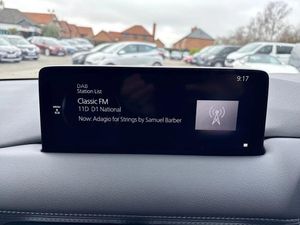 9:17
DAB
Station List
Classic FM
11D D1 National
Now: Adagio for Strings by Samuel Barber